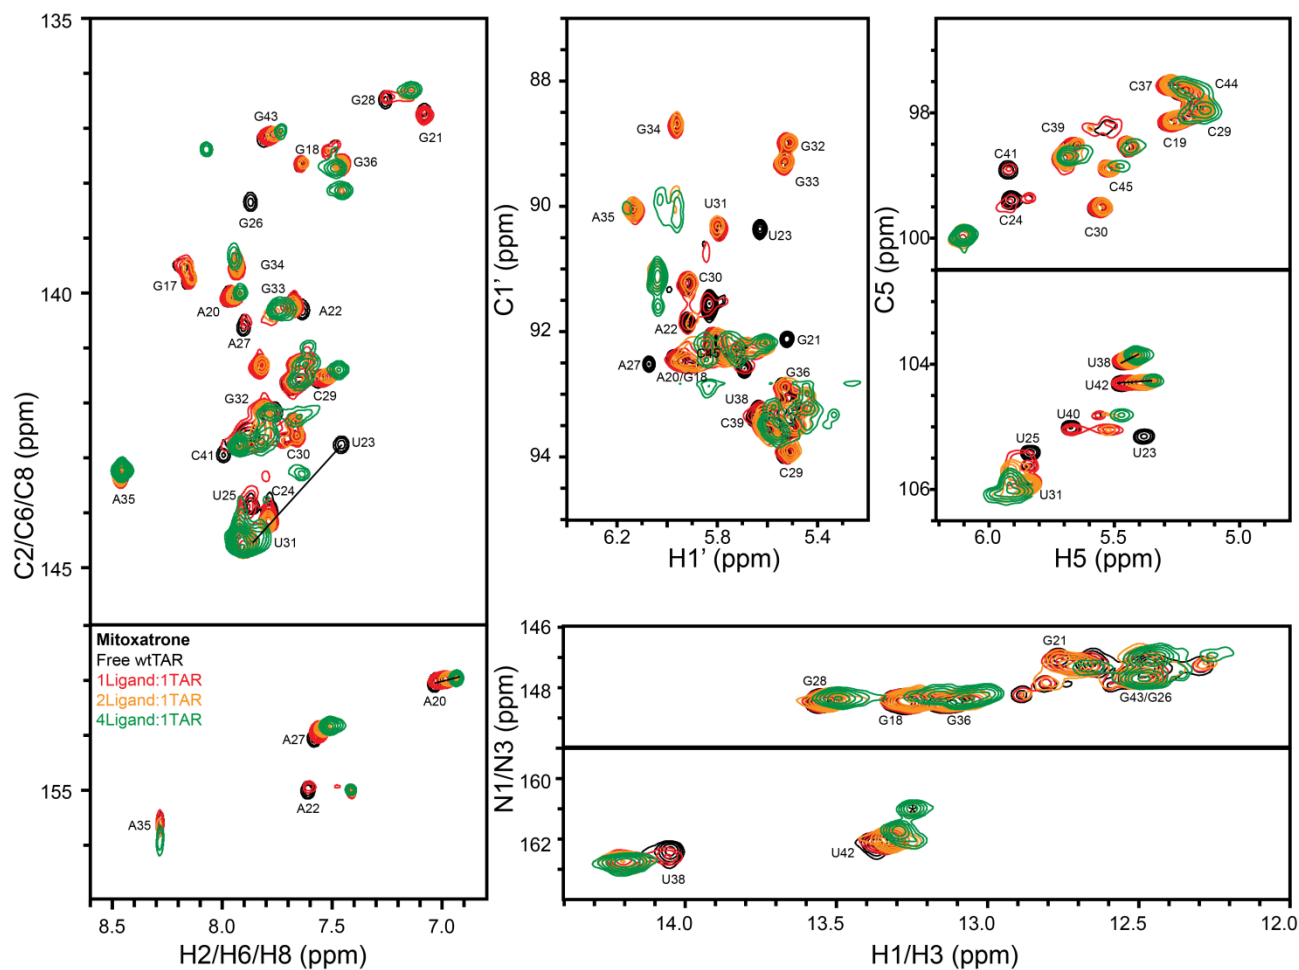 135
140
145
C2/C6/C8 (ppm)
G28
G21
G43
G18
G36
G26
G17
G34
G33
A20
A22
A27
C29
G32
C30
C41
U23
U25
C24
A35
U31
Mitoxatrone
Free wtTAR
1Ligand:1TAR
2Ligand:1TAR
4Ligand:1TAR
A20
A27
A22
A35
155
8.5
8.0
7.5
7.0
H2/H6/H8 (ppm)
88
90
92
94
C1' (ppm)
G34
G32
G33
A35
U31
U23
C30
A22
C45
G21
A27
A20/G18
U38
G36
C39
C29
6.2
5.8
5.4
H1' (ppm)
98
100
104
106
C5 (ppm)
C37
C44
C39
C29
C19
C41
C45
C24
C30
U38
U42
U40
U25
U23
U31
6.0
5.5
5.0
H5 (ppm)
146
148
160
162
N1/N3 (ppm)
G21
G28
G18
G36
G43/G26
*
U42
U38
14.0
13.5
13.0
12.5
12.0
H1/H3 (ppm)